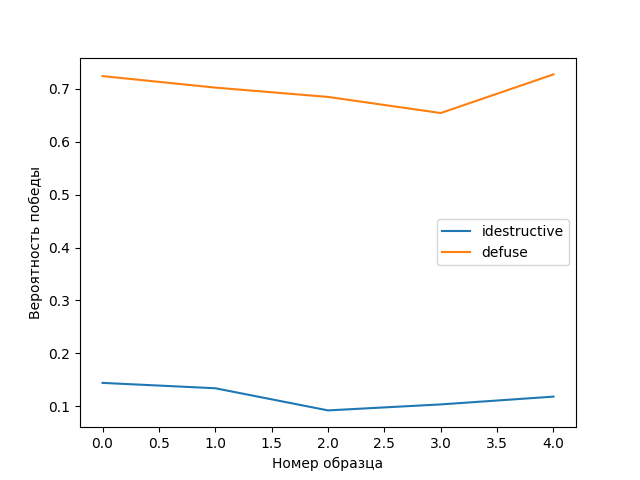 0.7
0.6
0.5
0.4
0.3
0.2
0.1
Вероятность победы
idestructive
defuse
0.0 0.5 1.0 1.5 2.0 2.5 3.0 3.5 4.0
Номер образца